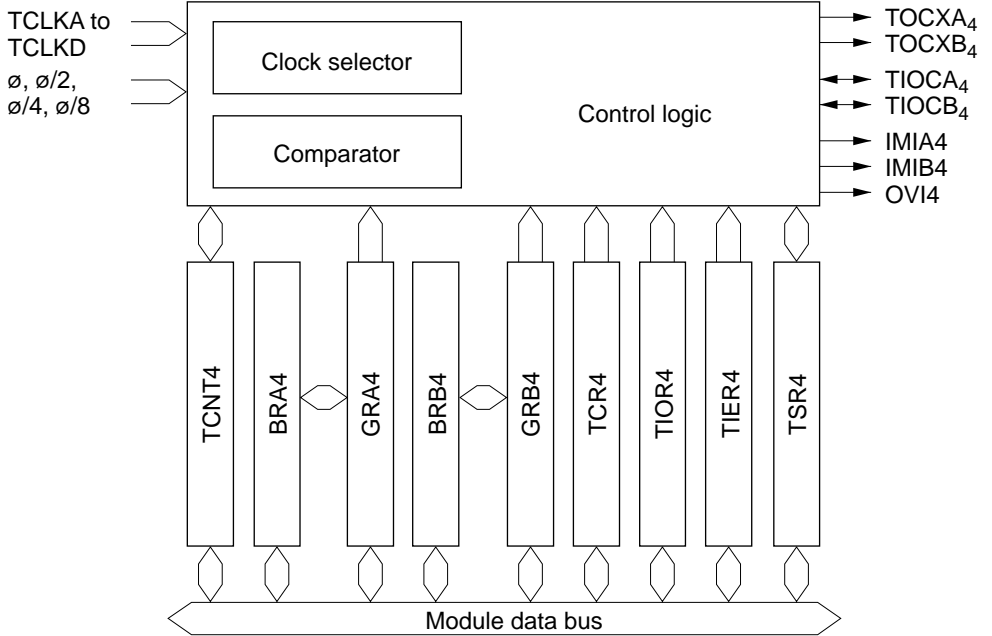 TCLKA to
TCLKD
ø, ø/2,
ø/4, ø/8
Clock selector
Comparator
Control logic
TOCXA4
TOCXB4
TIOCA4
TIOCB4
IMIA4
IMIB4
OVI4
TCNT4
BRA4
GRA4
BRB4
GRB4
TCR4
TIOR4
TIER4
TSR4
Module data bus